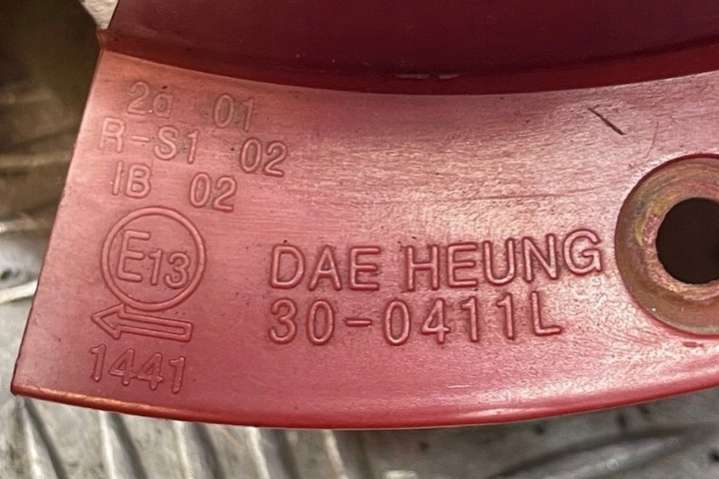 2a 01
R-S1 02
IB 02
E13
1441
DAE HEUNG
30-0411L